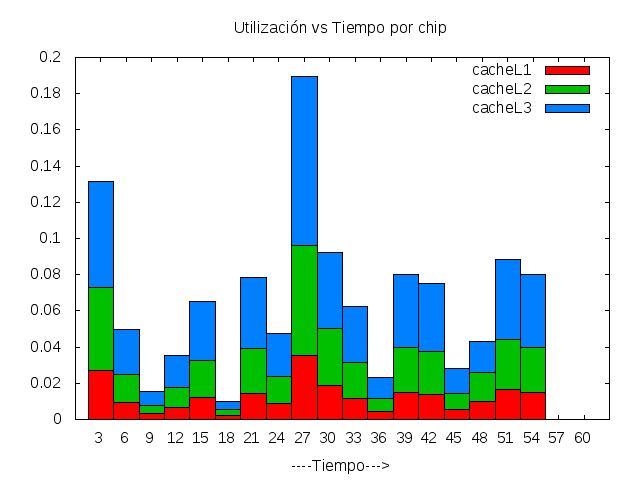 Utilización vs Tiempo por chip
0.2
0.18
0.16
0.14
0.12
0.1
0.08
0.06
0.04
0.02
0
cacheL1
cacheL2
cacheL3
3 6 9 12 15 18 21 24 27 30 33 36 39 42 45 48 51 54 57 60
----Tiempo--->